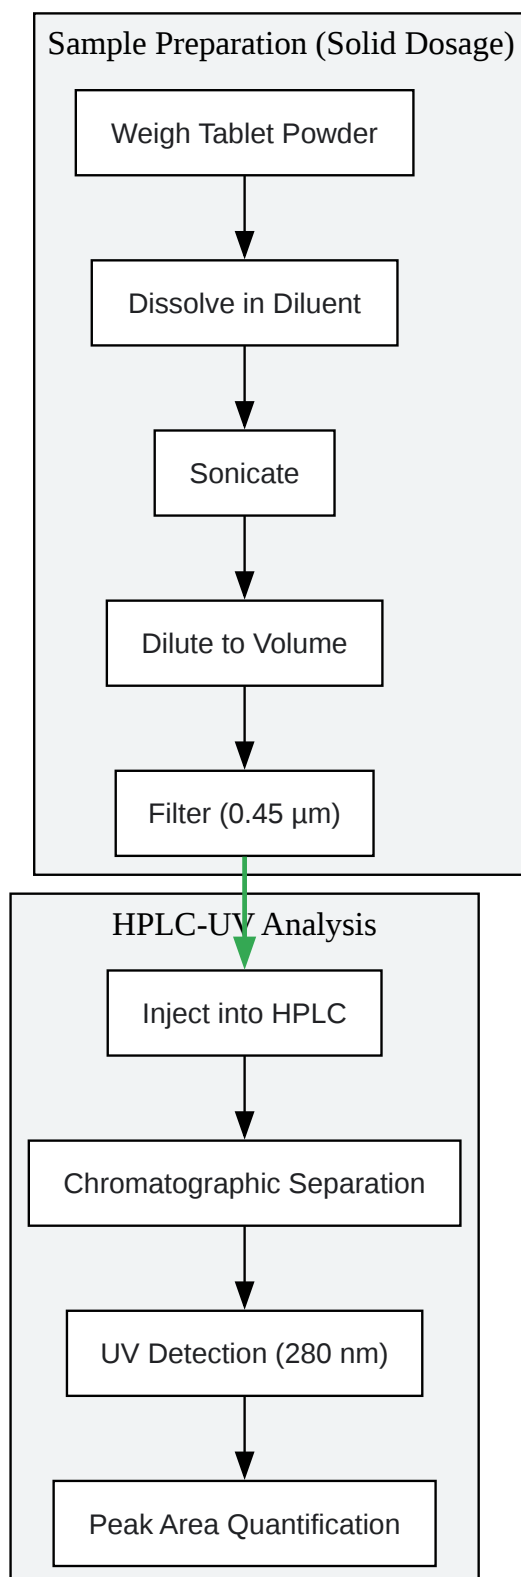 Sample Preparation (Solid Dosage)
Weigh Tablet Powder
Dissolve in Diluent
Sonicate
Dilute to Volume
Filter (0.45 µm)
HPLC-UV Analysis
Inject into HPLC
Chromatographic Separation
UV Detection (280 nm)
Peak Area Quantification